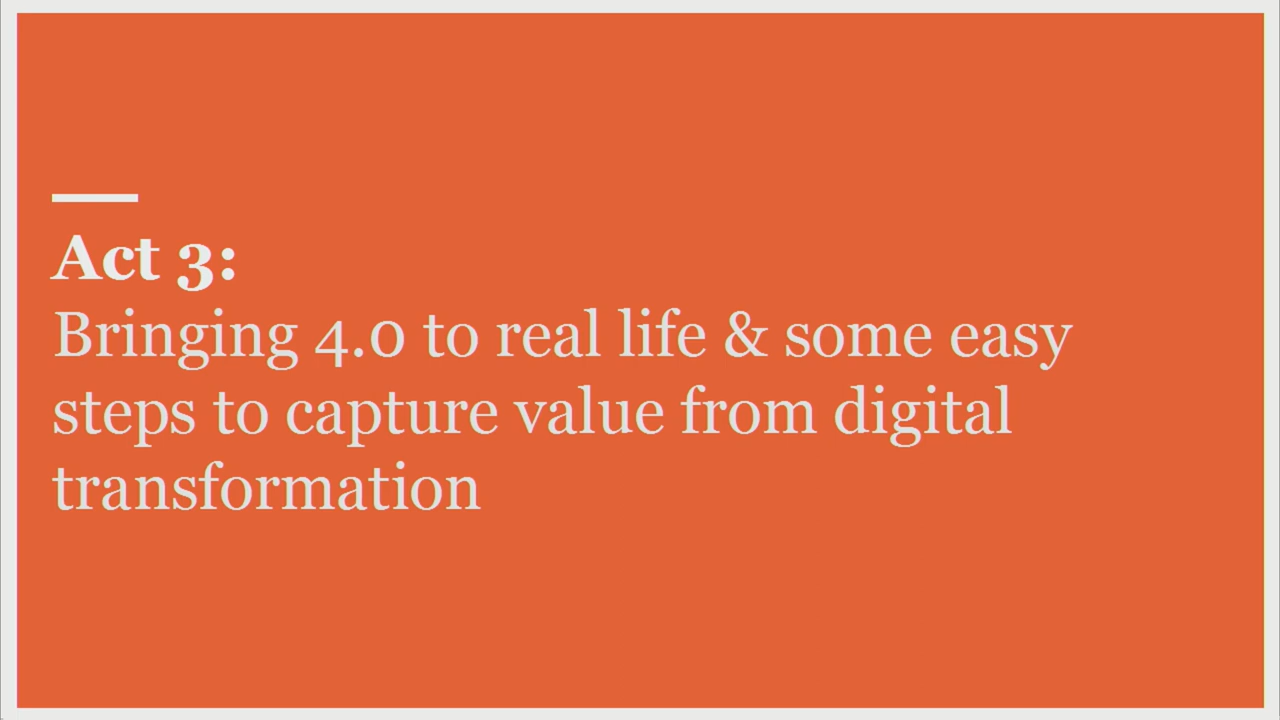 Act 3:
Bringing 4.0 to real life & some easy
steps to capture value from digital
transformation